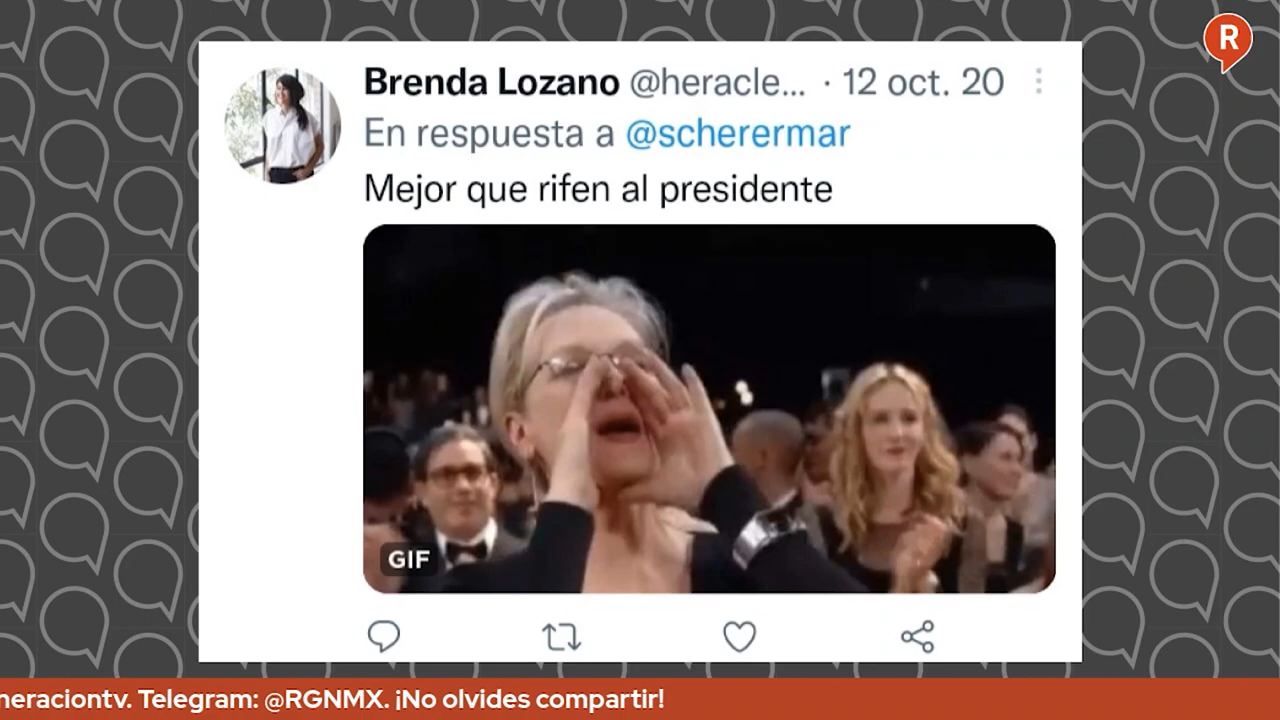 R
Brenda Lozano @heracle... · 12 oct. 20
En respuesta a @scherermar
Mejor que rifen al presidente
GIF
neraciontv. Telegram: @RGNMX. ¡No olvides compartir!